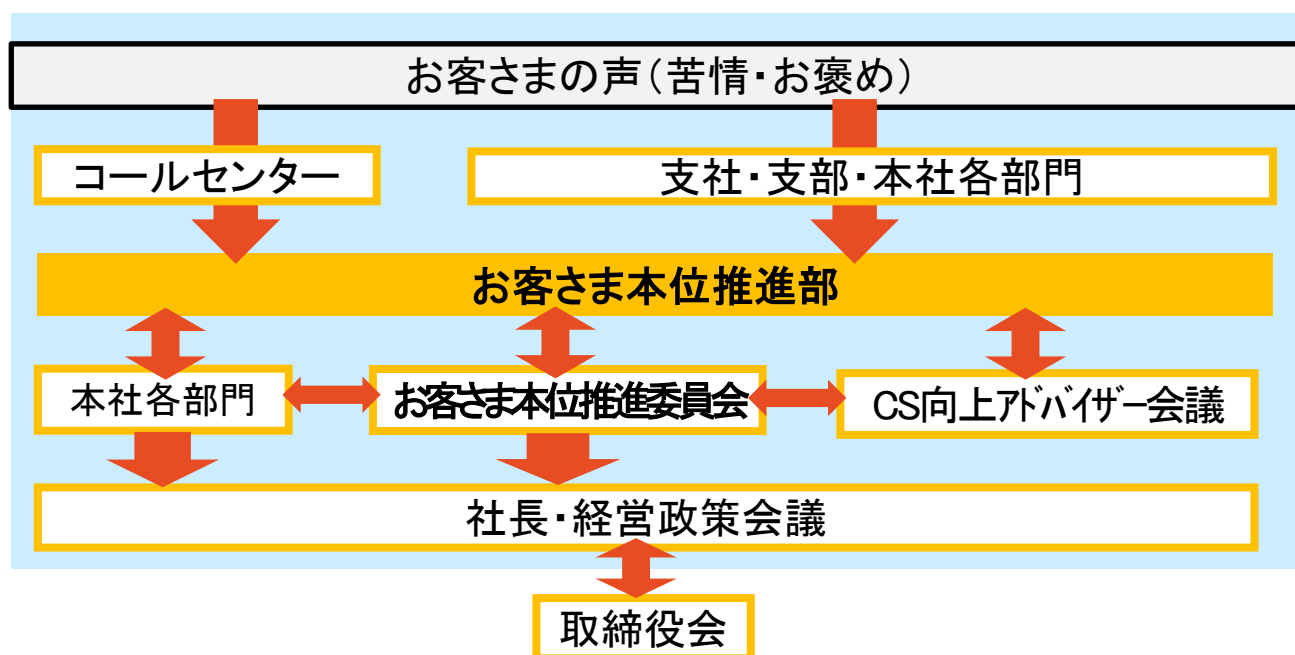 お客さまの声（苦情・お褒め）
コールセンター
支社・支部・本社各部門
お客さま本位推進部
本社各部門
お客さま本位推進委員会
CS向上アドバイザー会議
社長・経営政策会議
取締役会